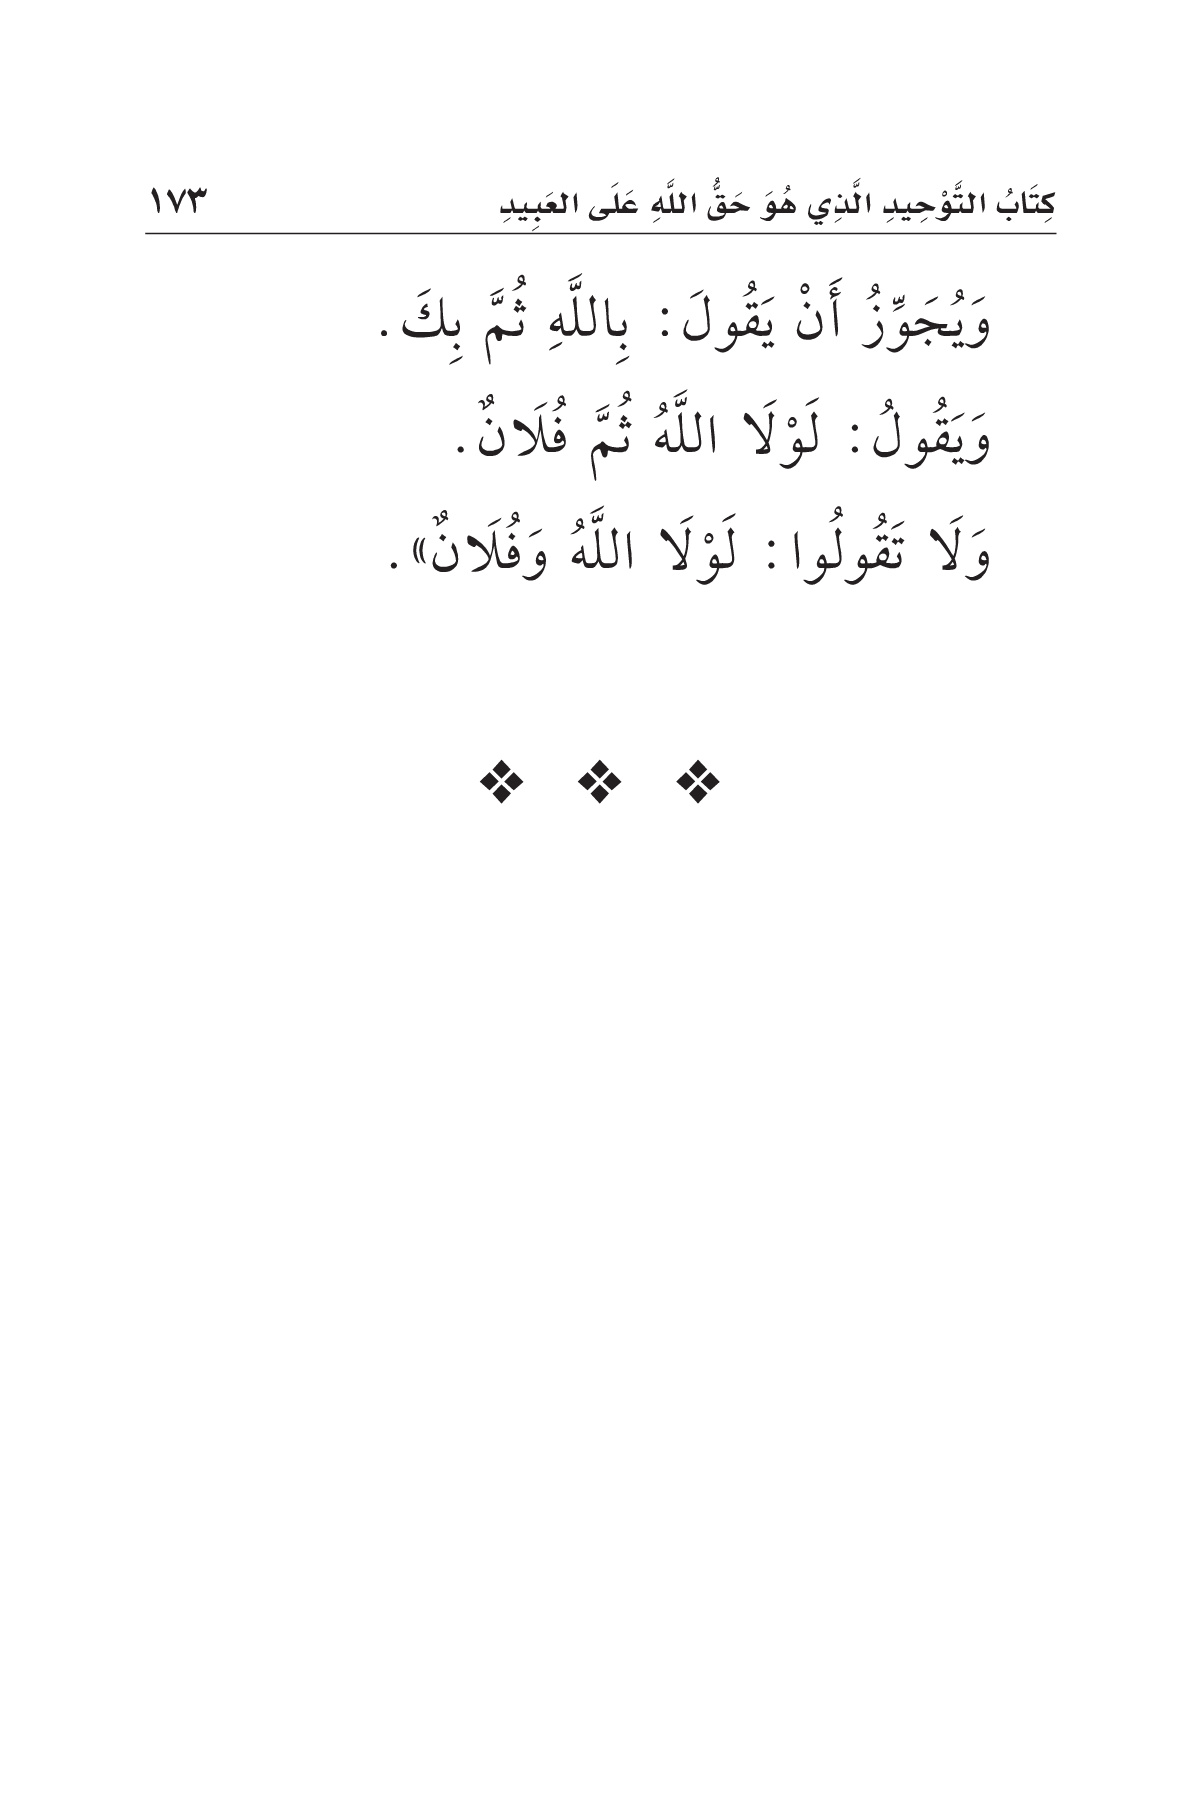 كِتَابُ التَّوْحِيدِ الَّذِي هُوَ حَقُّ اللَّهِ عَلَى العَبِيدِ ١٧٣
وَيُجَوِّزُ أَنْ يَقُولَ: بِاللَّهِ ثُمَّ بِكَ.
وَيَقُولُ: لَوْلَا اللَّهُ ثُمَّ فُلَانٌ.
وَلَا تَقُولُوا: لَوْلَا اللَّهُ وَفُلَانٌ».